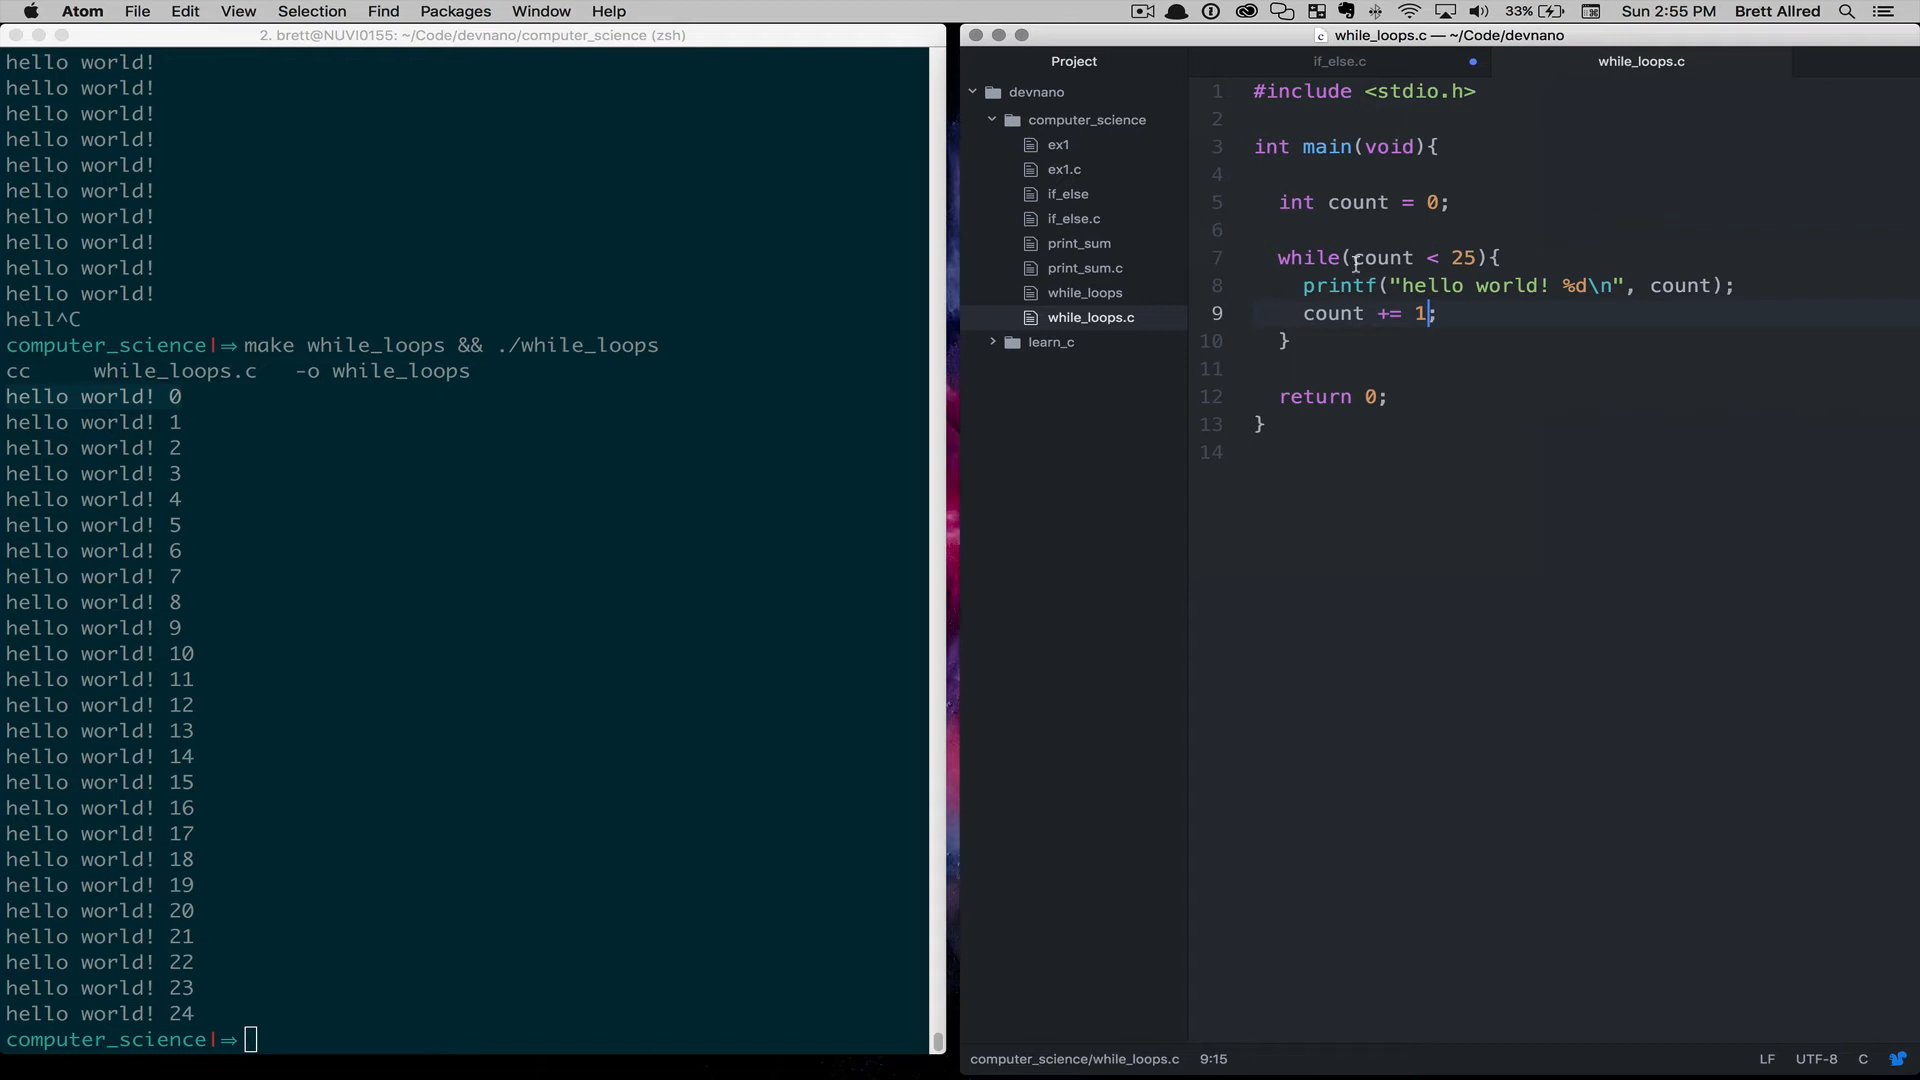 Atom File Edit View Selection Find Packages Window Help 33% Sun 2:55 PM Brett Allred
2. brett@NUVI0155: ~/Code/devnano/computer_science (zsh)
hello world!
hello world!
hello world!
hello world!
hello world!
hello world!
hello world!
hello world!
hello world!
hello world!
hell^C
computer_science|⇒ make while_loops && ./while_loops
cc while_loops.c -o while_loops
hello world! 0
hello world! 1
hello world! 2
hello world! 3
hello world! 4
hello world! 5
hello world! 6
hello world! 7
hello world! 8
hello world! 9
hello world! 10
hello world! 11
hello world! 12
hello world! 13
hello world! 14
hello world! 15
hello world! 16
hello world! 17
hello world! 18
hello world! 19
hello world! 20
hello world! 21
hello world! 22
hello world! 23
hello world! 24
computer_science|⇒
while_loops.c — ~/Code/devnano
Project
devnano
computer_science
ex1
ex1.c
if_else
if_else.c
print_sum
print_sum.c
while_loops
while_loops.c
learn_c
if_else.c while_loops.c
1 #include <stdio.h>
2
3 int main(void){
4
5 int count = 0;
6
7 while(count < 25){
8 printf("hello world! %d\n", count);
9 count += 1;
10 }
11
12 return 0;
13 }
14
computer_science/while_loops.c 9:15 LF UTF-8 C